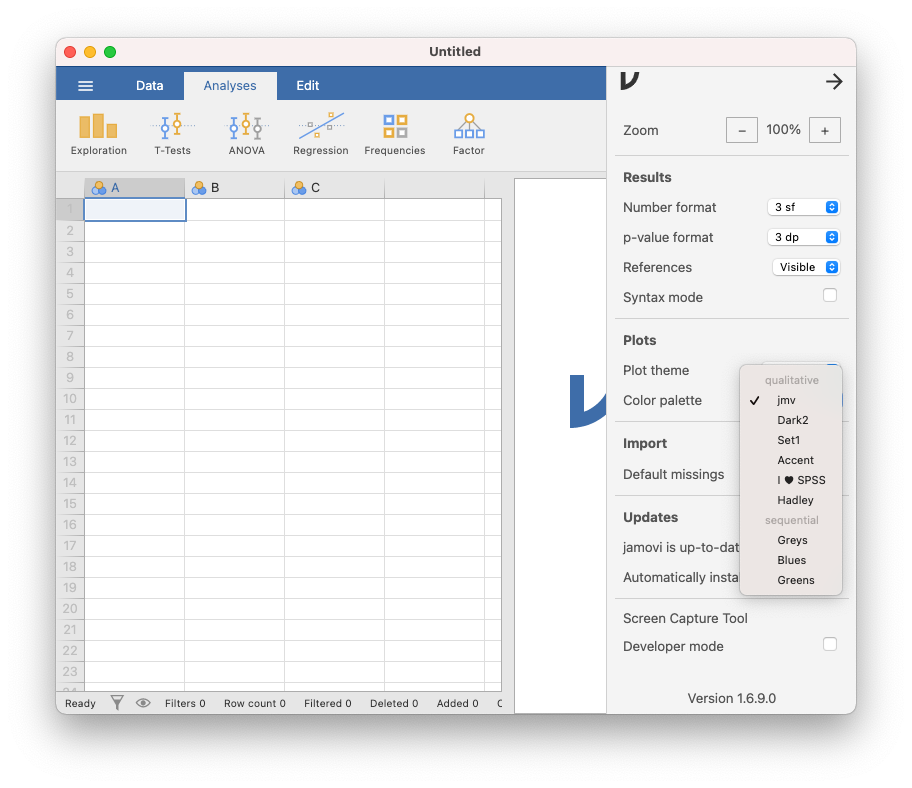 Untitled
Data Analyses Edit
Exploration T-Tests ANOVA Regression Frequencies Factor
A B C
1
2
3
4
5
6
7
8
9
10
11
12
13
14
15
16
17
18
19
20
21
22
23
24
Ready Filters 0 Row count 0 Filtered 0 Deleted 0 Added 0 C
Zoom − 100% +
Results
Number format 3 sf
p-value format 3 dp
References Visible
Syntax mode
Plots
Plot theme
Color palette
Import
Default missings
Updates
jamovi is up-to-dat
Automatically insta
Screen Capture Tool
Developer mode
Version 1.6.9.0
qualitative
✓ jmv
Dark2
Set1
Accent
I ♥ SPSS
Hadley
sequential
Greys
Blues
Greens